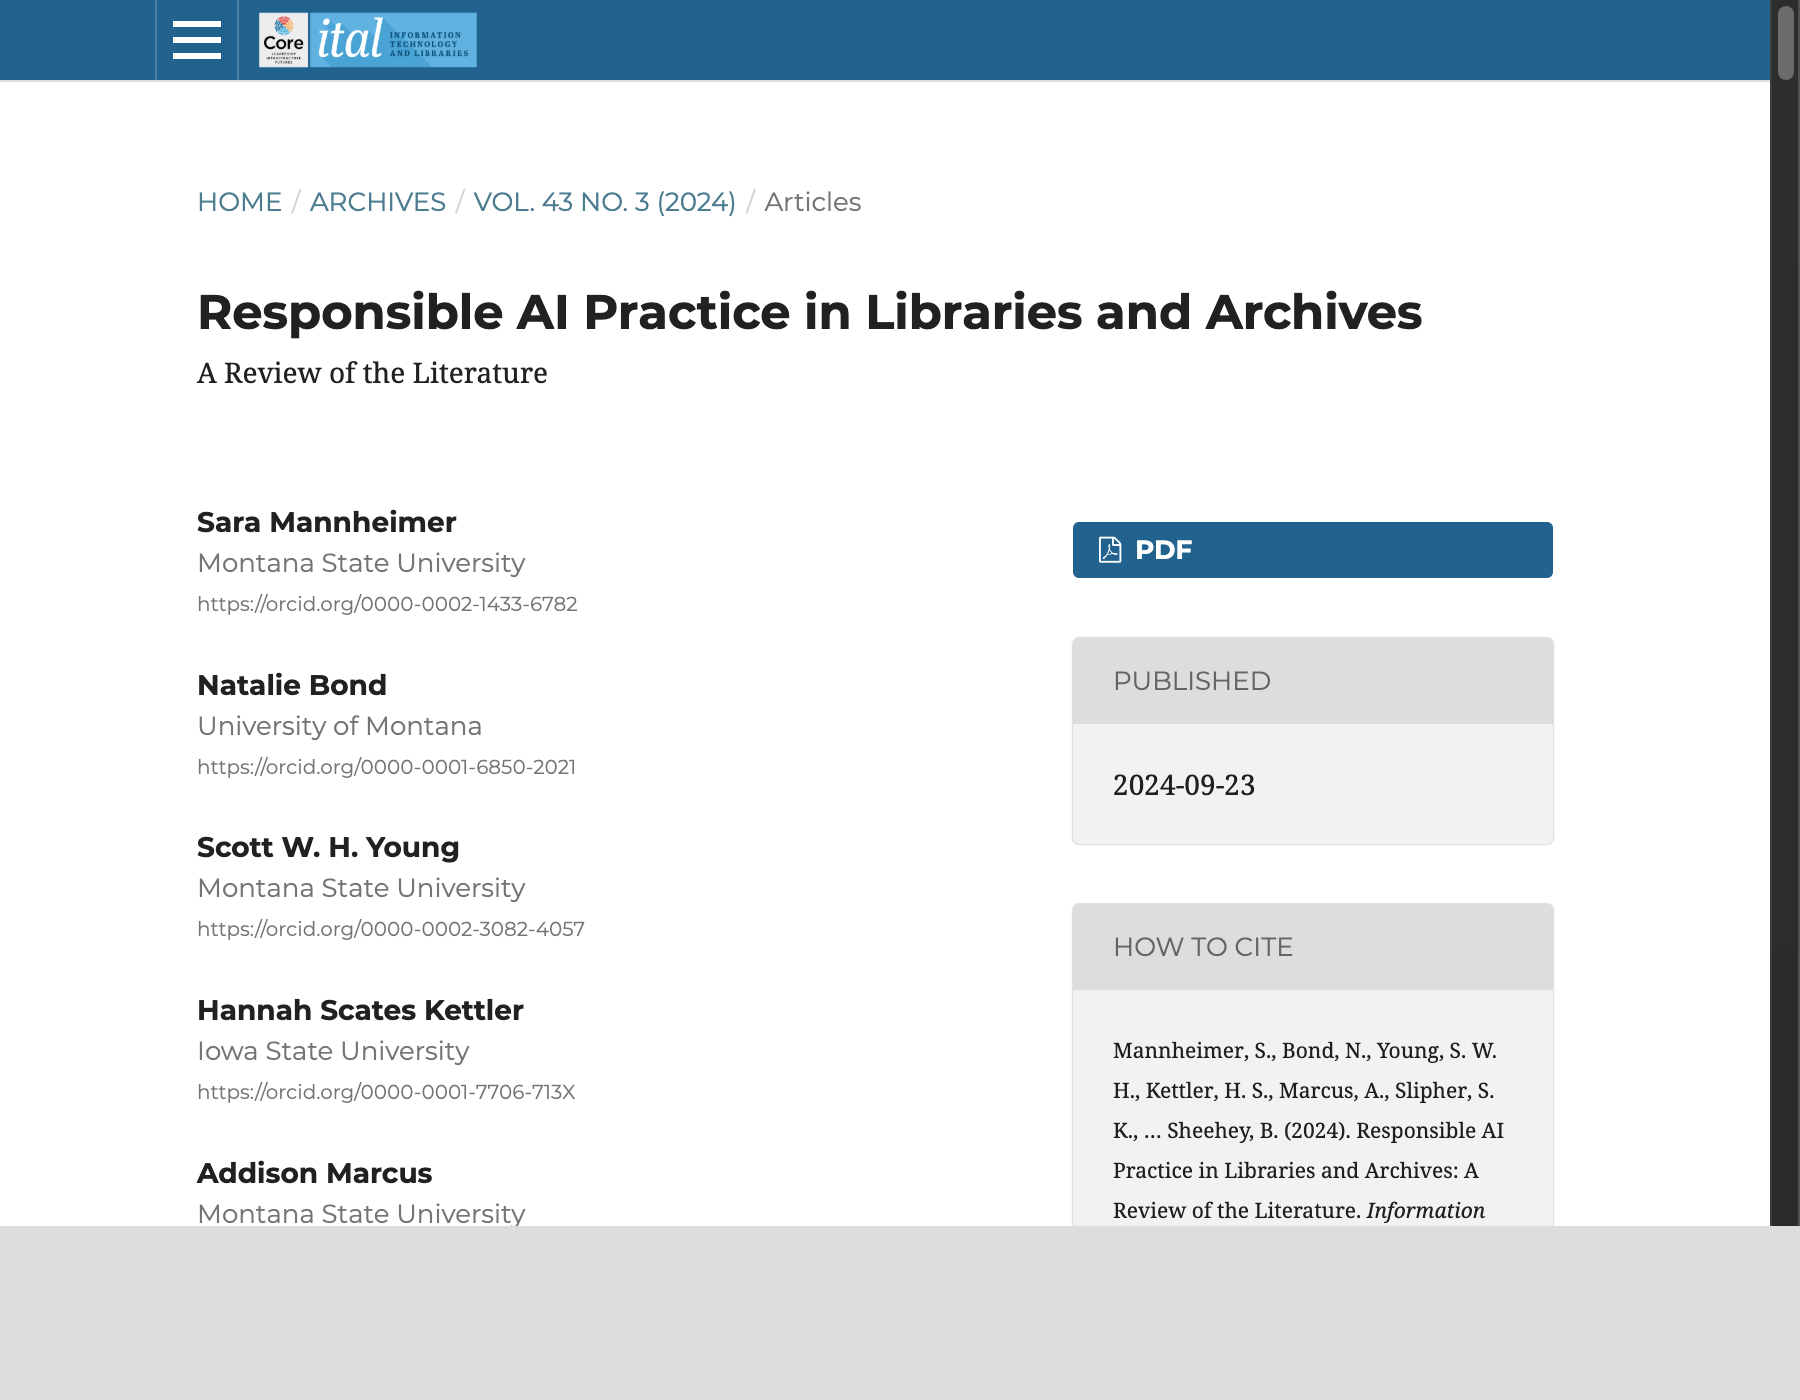 Core
LEADERSHIP
INFRASTRUCTURE
FUTURES
ital
INFORMATION
TECHNOLOGY
AND LIBRARIES
HOME / ARCHIVES / VOL. 43 NO. 3 (2024) / Articles
Responsible AI Practice in Libraries and Archives
A Review of the Literature
Sara Mannheimer
Montana State University
https://orcid.org/0000-0002-1433-6782
Natalie Bond
University of Montana
https://orcid.org/0000-0001-6850-2021
Scott W. H. Young
Montana State University
https://orcid.org/0000-0002-3082-4057
Hannah Scates Kettler
Iowa State University
https://orcid.org/0000-0001-7706-713X
Addison Marcus
Montana State University
PDF
PUBLISHED
2024-09-23
HOW TO CITE
Mannheimer, S., Bond, N., Young, S. W.
H., Kettler, H. S., Marcus, A., Slipher, S.
K., … Sheehey, B. (2024). Responsible AI
Practice in Libraries and Archives: A
Review of the Literature. Information